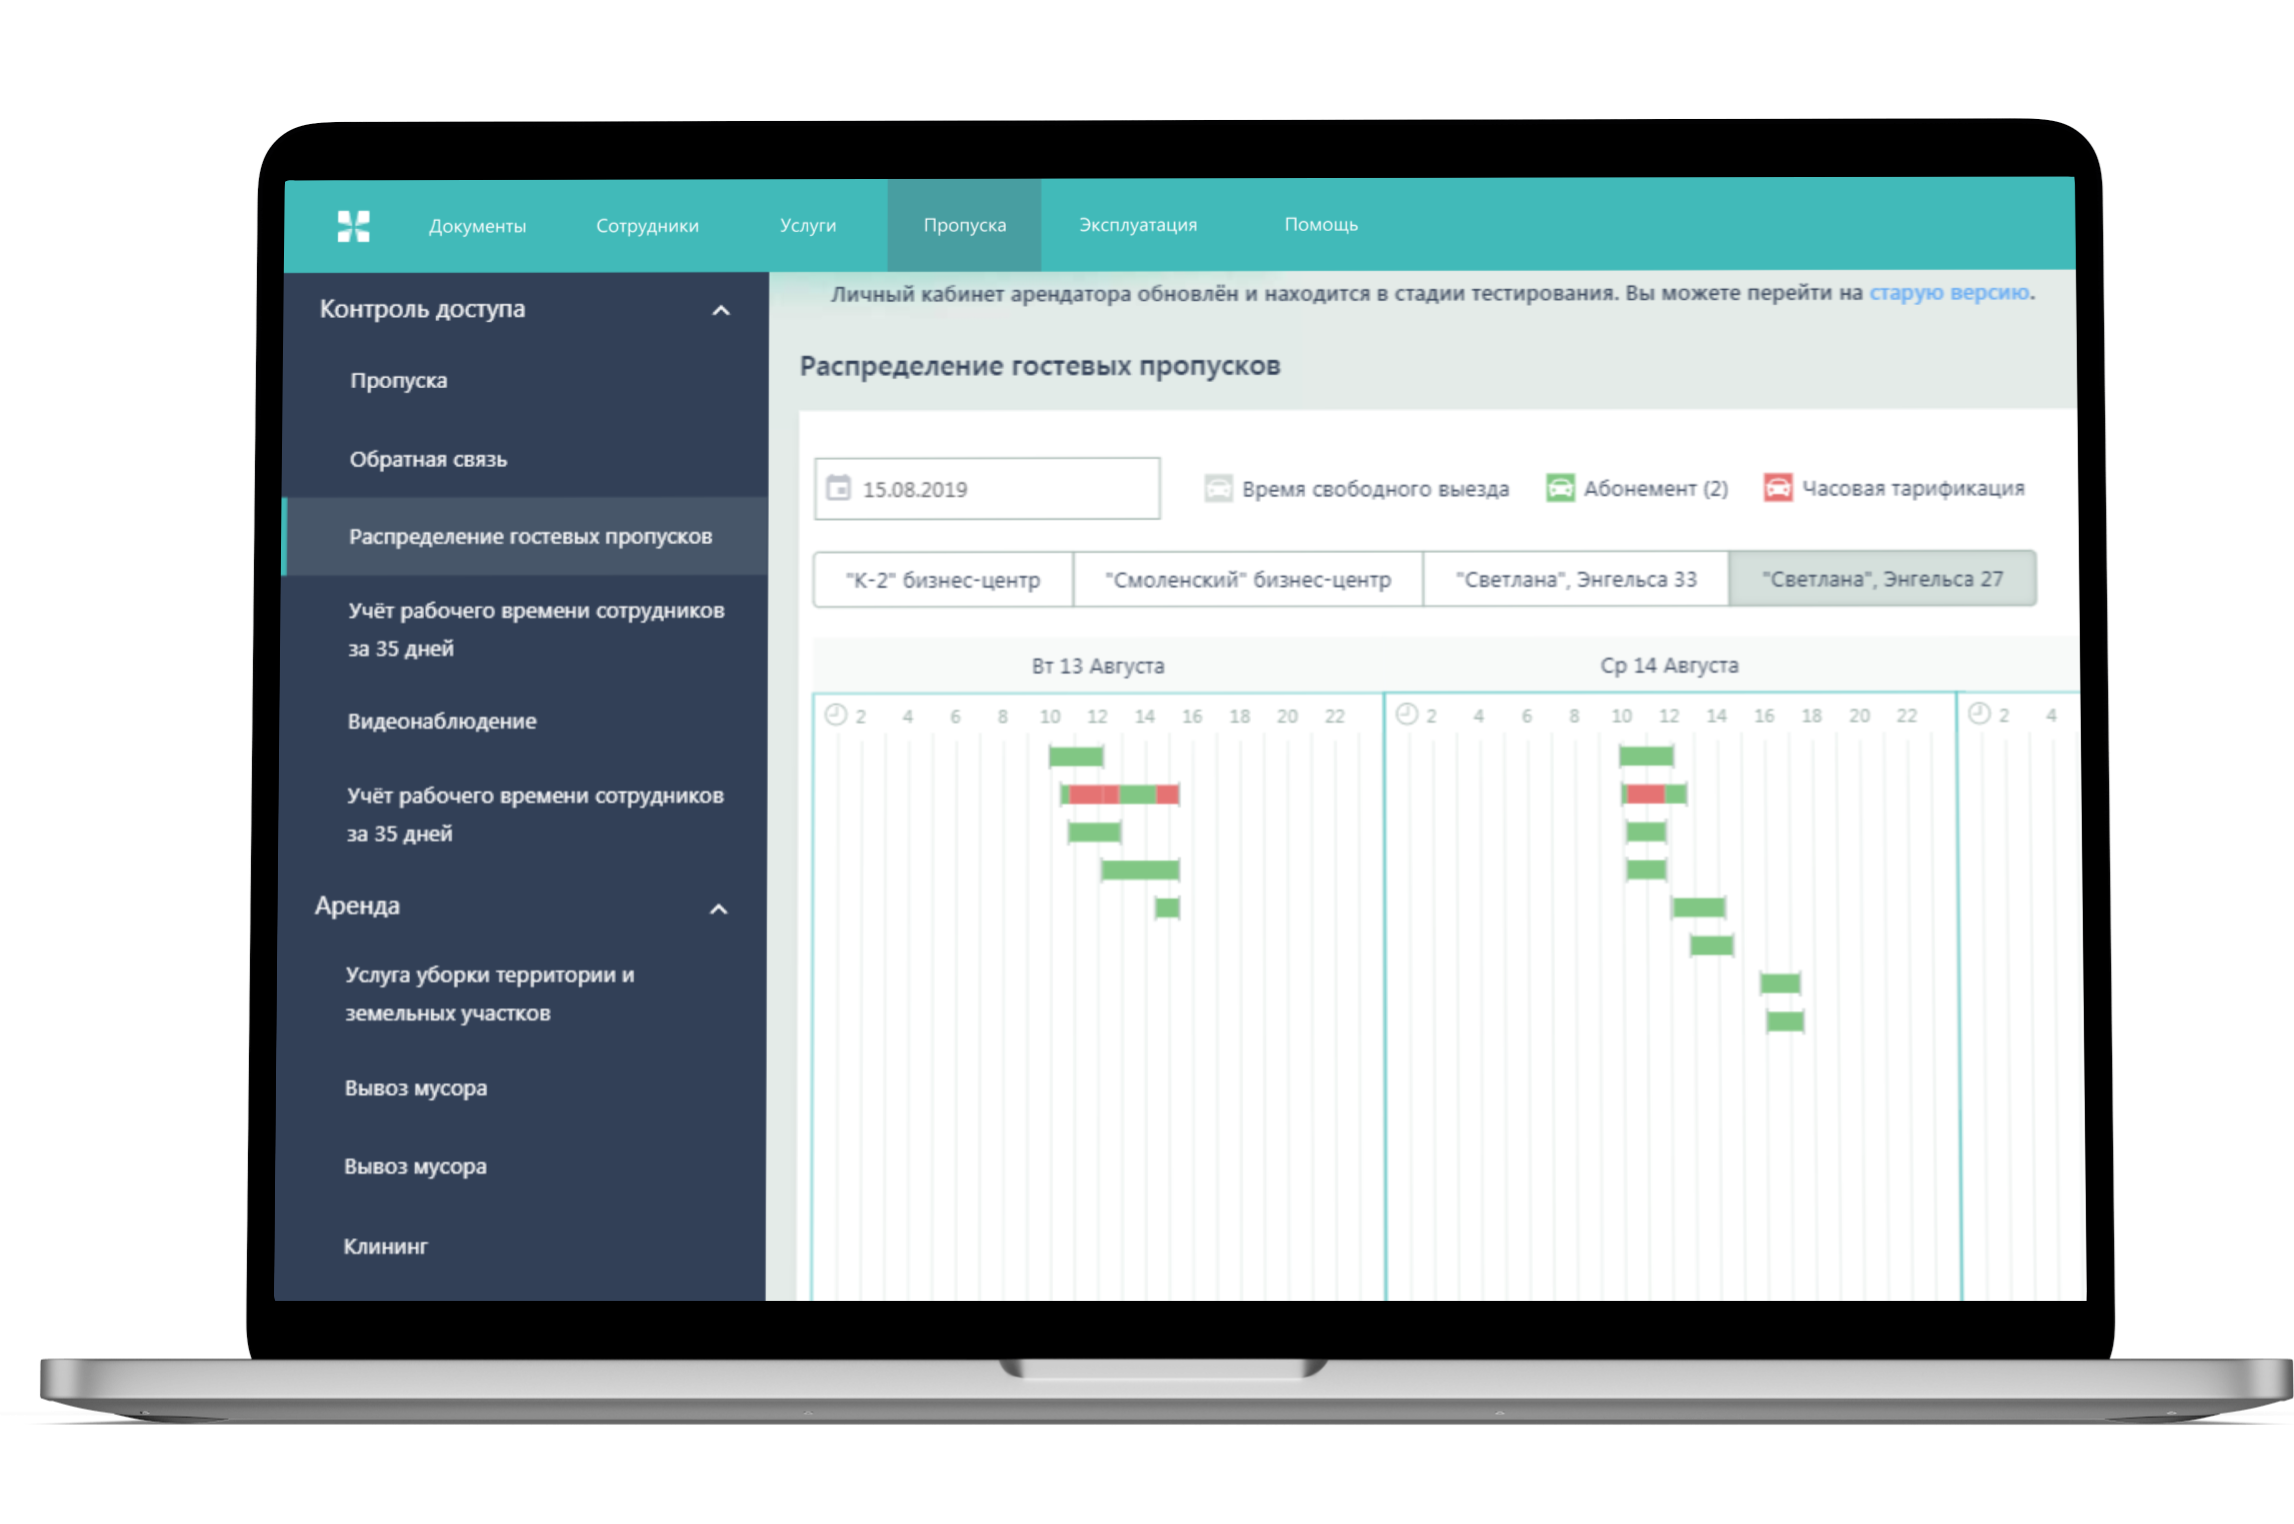 Документы Сотрудники Услуги Пропуска Эксплуатация Помощь
Контроль доступа
Пропуска
Обратная связь
Распределение гостевых пропусков
Учёт рабочего времени сотрудников
за 35 дней
Видеонаблюдение
Учёт рабочего времени сотрудников
за 35 дней
Аренда
Услуга уборки территории и
земельных участков
Вывоз мусора
Вывоз мусора
Клининг
Личный кабинет арендатора обновлён и находится в стадии тестирования. Вы можете перейти на старую версию.
Распределение гостевых пропусков
15.08.2019 Время свободного выезда Абонемент (2) Часовая тарификация
"К-2" бизнес-центр "Смоленский" бизнес-центр "Светлана", Энгельса 33 "Светлана", Энгельса 27
Вт 13 Августа Ср 14 Августа
2 4 6 8 10 12 14 16 18 20 22 2 4 6 8 10 12 14 16 18 20 22 2 4